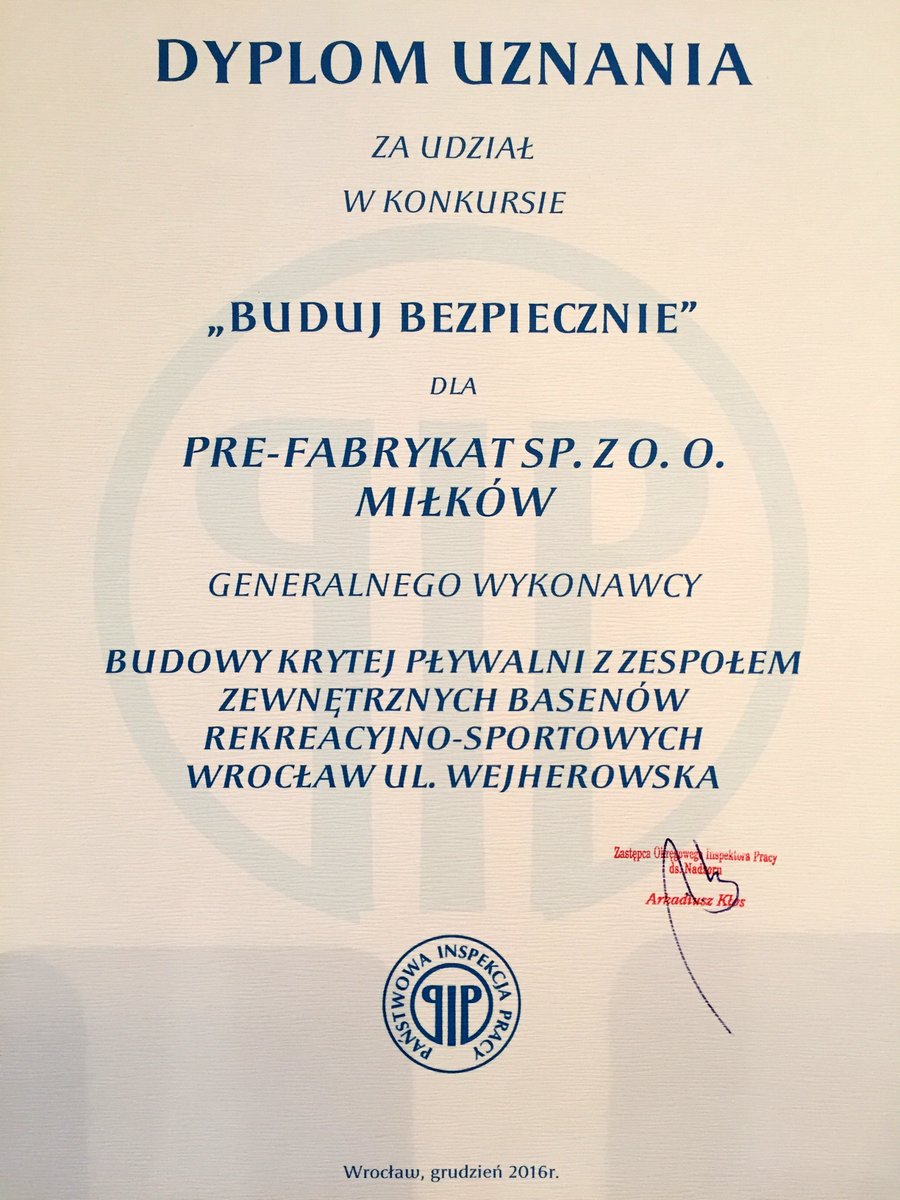 DYPLOM UZNANIA
ZA UDZIAŁ
W KONKURSIE
„BUDUJ BEZPIECZNIE”
DLA
PRE-FABRYKAT SP. Z O. O.
MIŁKÓW
GENERALNEGO WYKONAWCY
BUDOWY KRYTEJ PŁYWALNI Z ZESPOŁEM
ZEWNĘTRZNYCH BASENÓW
REKREACYJNO-SPORTOWYCH
WROCŁAW UL. WEJHEROWSKA
Zastępca Okręgowego Inspektora Pracy
ds. Nadzoru
Arkadiusz Kłos
PAŃSTWOWA INSPEKCJA PRACY
PIP
Wrocław, grudzień 2016r.